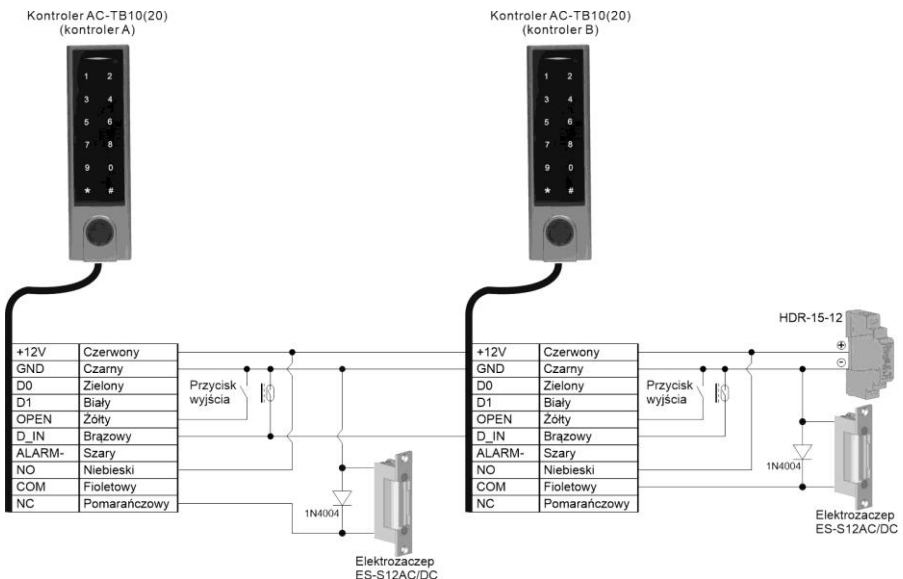 Kontroler AC-TB10(20)
(kontroler A)
Kontroler AC-TB10(20)
(kontroler B)
1 2
3 4
5 6
7 8
9 0
* #
1 2
3 4
5 6
7 8
9 0
* #
HDR-15-12
+12V Czerwony
GND Czarny
D0 Zielony
D1 Biały
OPEN Żółty
D_IN Brązowy
ALARM- Szary
NO Niebieski
COM Fioletowy
NC Pomarańczowy
Przycisk
wyjścia
1N4004
Elektrozaczep
ES-S12AC/DC
+12V Czerwony
GND Czarny
D0 Zielony
D1 Biały
OPEN Żółty
D_IN Brązowy
ALARM- Szary
NO Niebieski
COM Fioletowy
NC Pomarańczowy
Przycisk
wyjścia
+
-
1N4004
Elektrozaczep
ES-S12AC/DC